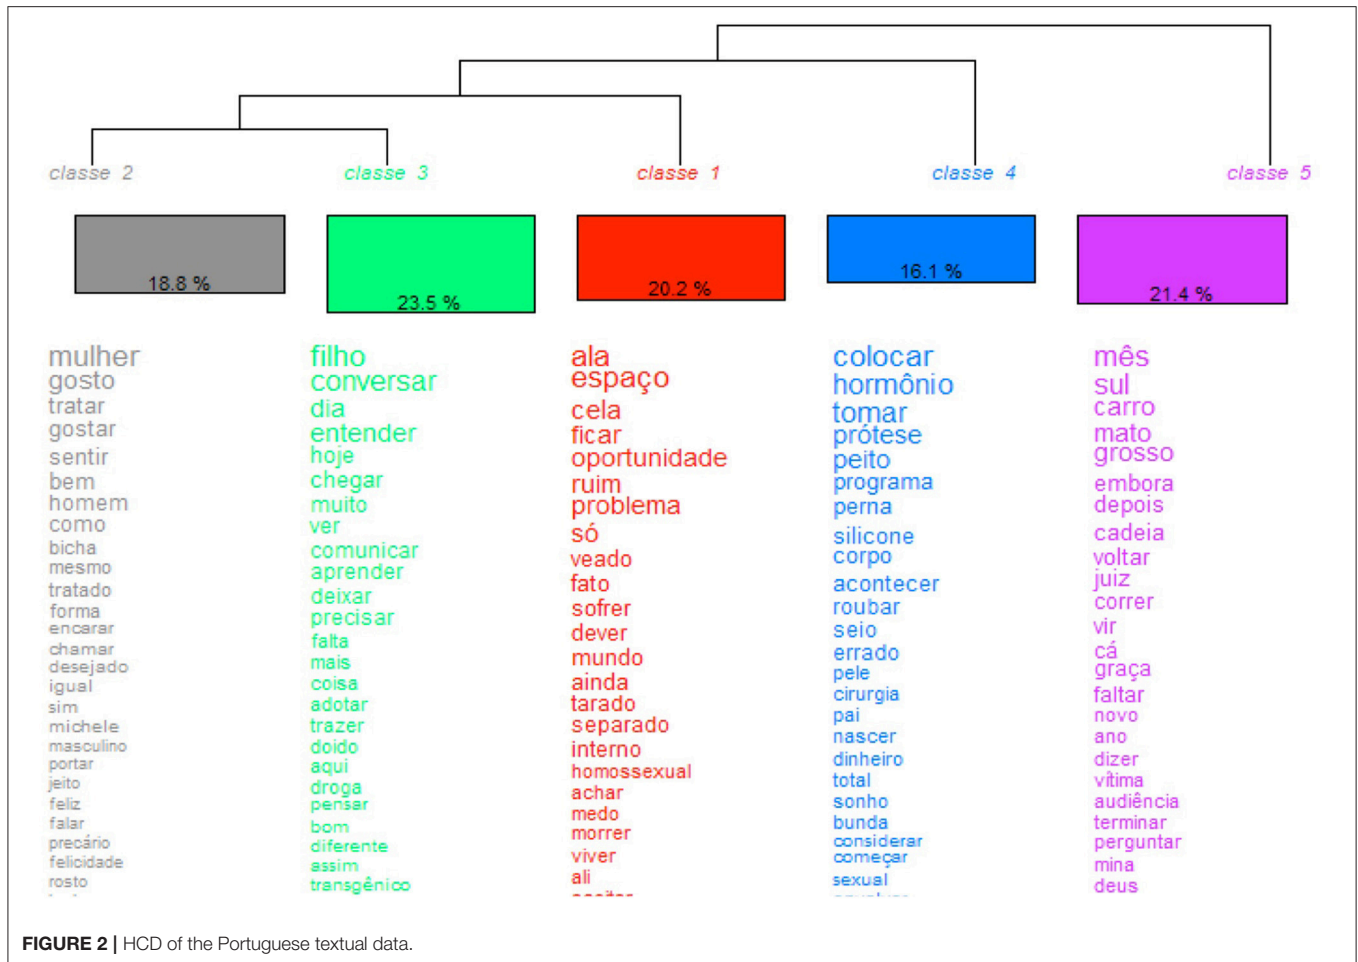 classe 2
classe 3
classe 1
classe 4
classe 5
18.8 %
23.5 %
20.2 %
16.1 %
21.4 %
mulher
gosto
tratar
gostar
sentir
bem
homem
como
bicha
mesmo
tratado
forma
encarar
chamar
desejado
igual
sim
michele
masculino
portar
jeito
feliz
falar
precário
felicidade
rosto
filho
conversar
dia
entender
hoje
chegar
muito
ver
comunicar
aprender
deixar
precisar
falta
mais
coisa
adotar
trazer
doido
aqui
droga
pensar
bom
diferente
assim
transgênico
ala
espaço
cela
ficar
oportunidade
ruim
problema
só
veado
fato
sofrer
dever
mundo
ainda
tarado
separado
interno
homossexual
achar
medo
morrer
viver
ali
colocar
hormônio
tomar
prótese
peito
programa
perna
silicone
corpo
acontecer
roubar
seio
errado
pele
cirurgia
pai
nascer
dinheiro
total
sonho
bunda
considerar
começar
sexual
mês
sul
carro
mato
grosso
embora
depois
cadeia
voltar
juiz
correr
vir
cá
graça
faltar
novo
ano
dizer
vítima
audiência
terminar
perguntar
mina
deus
FIGURE 2 | HCD of the Portuguese textual data.